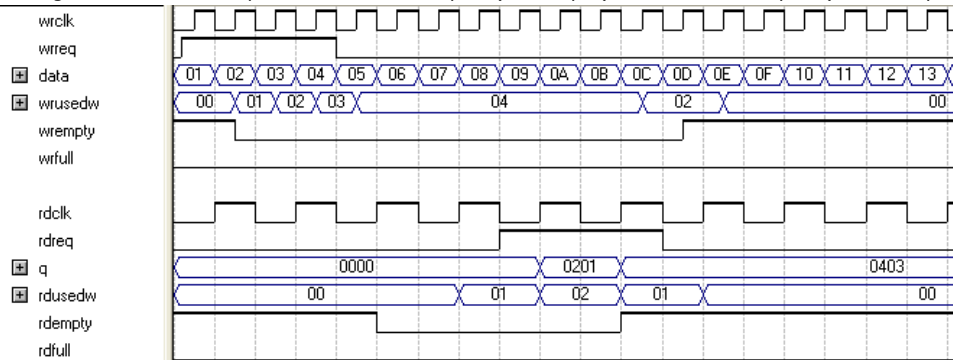 wrclk
wrreq
data 01 02 03 04 05 06 07 08 09 0A 0B 0C 0D 0E 0F 10 11 12 13
wrusedw 00 01 02 03 04 02 00
wrempty
wrfull
rdclk
rdreq
q 0000 0201 0403
rdusedw 00 01 02 01 00
rdempty
rdfull